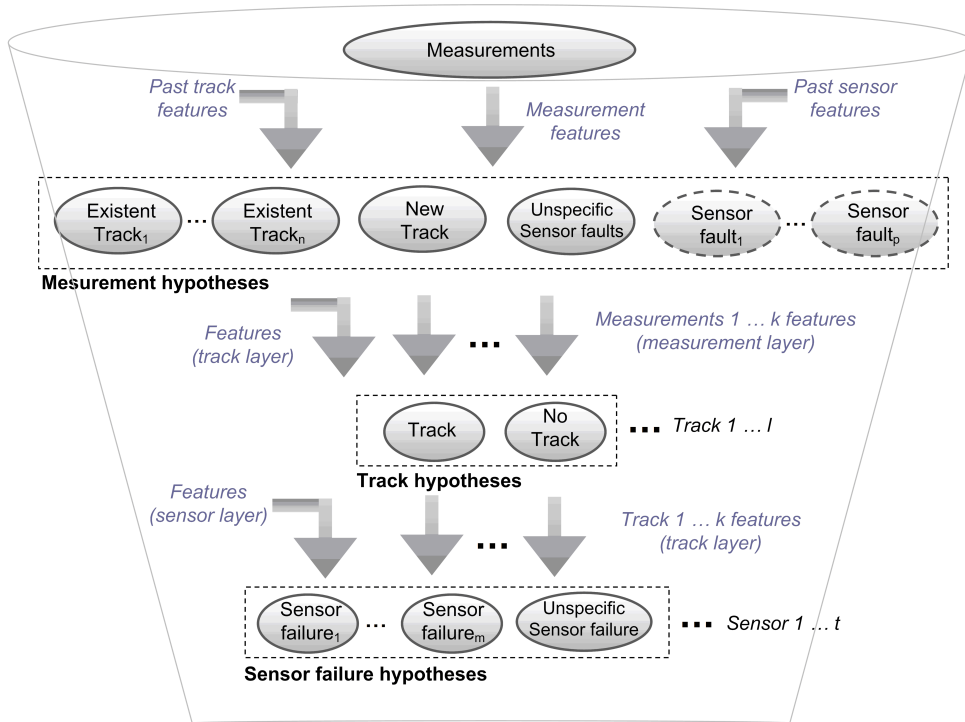 Measurements
Past track
features
Measurement
features
Past sensor
features
Existent
Track1
...
Existent
Trackn
New
Track
Unspecific
Sensor faults
Sensor
fault1
...
Sensor
faultp
Mesurement hypotheses
Features
(track layer)
...
Measurements 1 ... k features
(measurement layer)
Track
No
Track
... Track 1 ... l
Track hypotheses
Features
(sensor layer)
...
Track 1 ... k features
(track layer)
Sensor
failure1
...
Sensor
failurem
Unspecific
Sensor failure
... Sensor 1 ... t
Sensor failure hypotheses